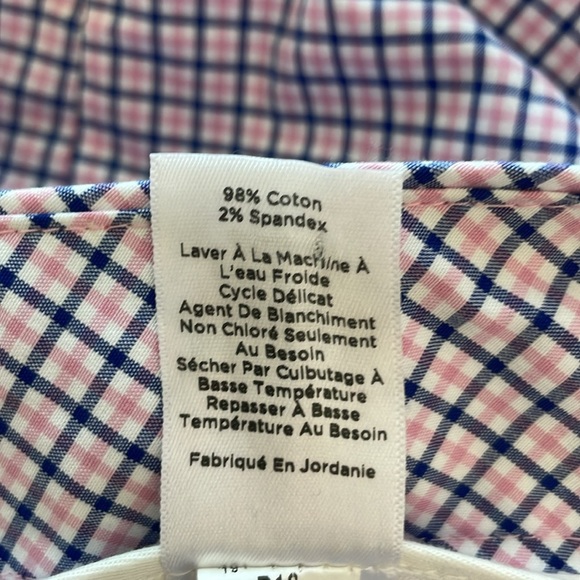 98% Coton
2% Spandex
Laver À La Machine À
L'eau Froide
Cycle Délicat
Agent De Blanchiment
Non Chloré Seulement
Au Besoin
Sécher Par Culbutage À
Basse Température
Repasser À Basse
Température Au Besoin
Fabriqué En Jordanie